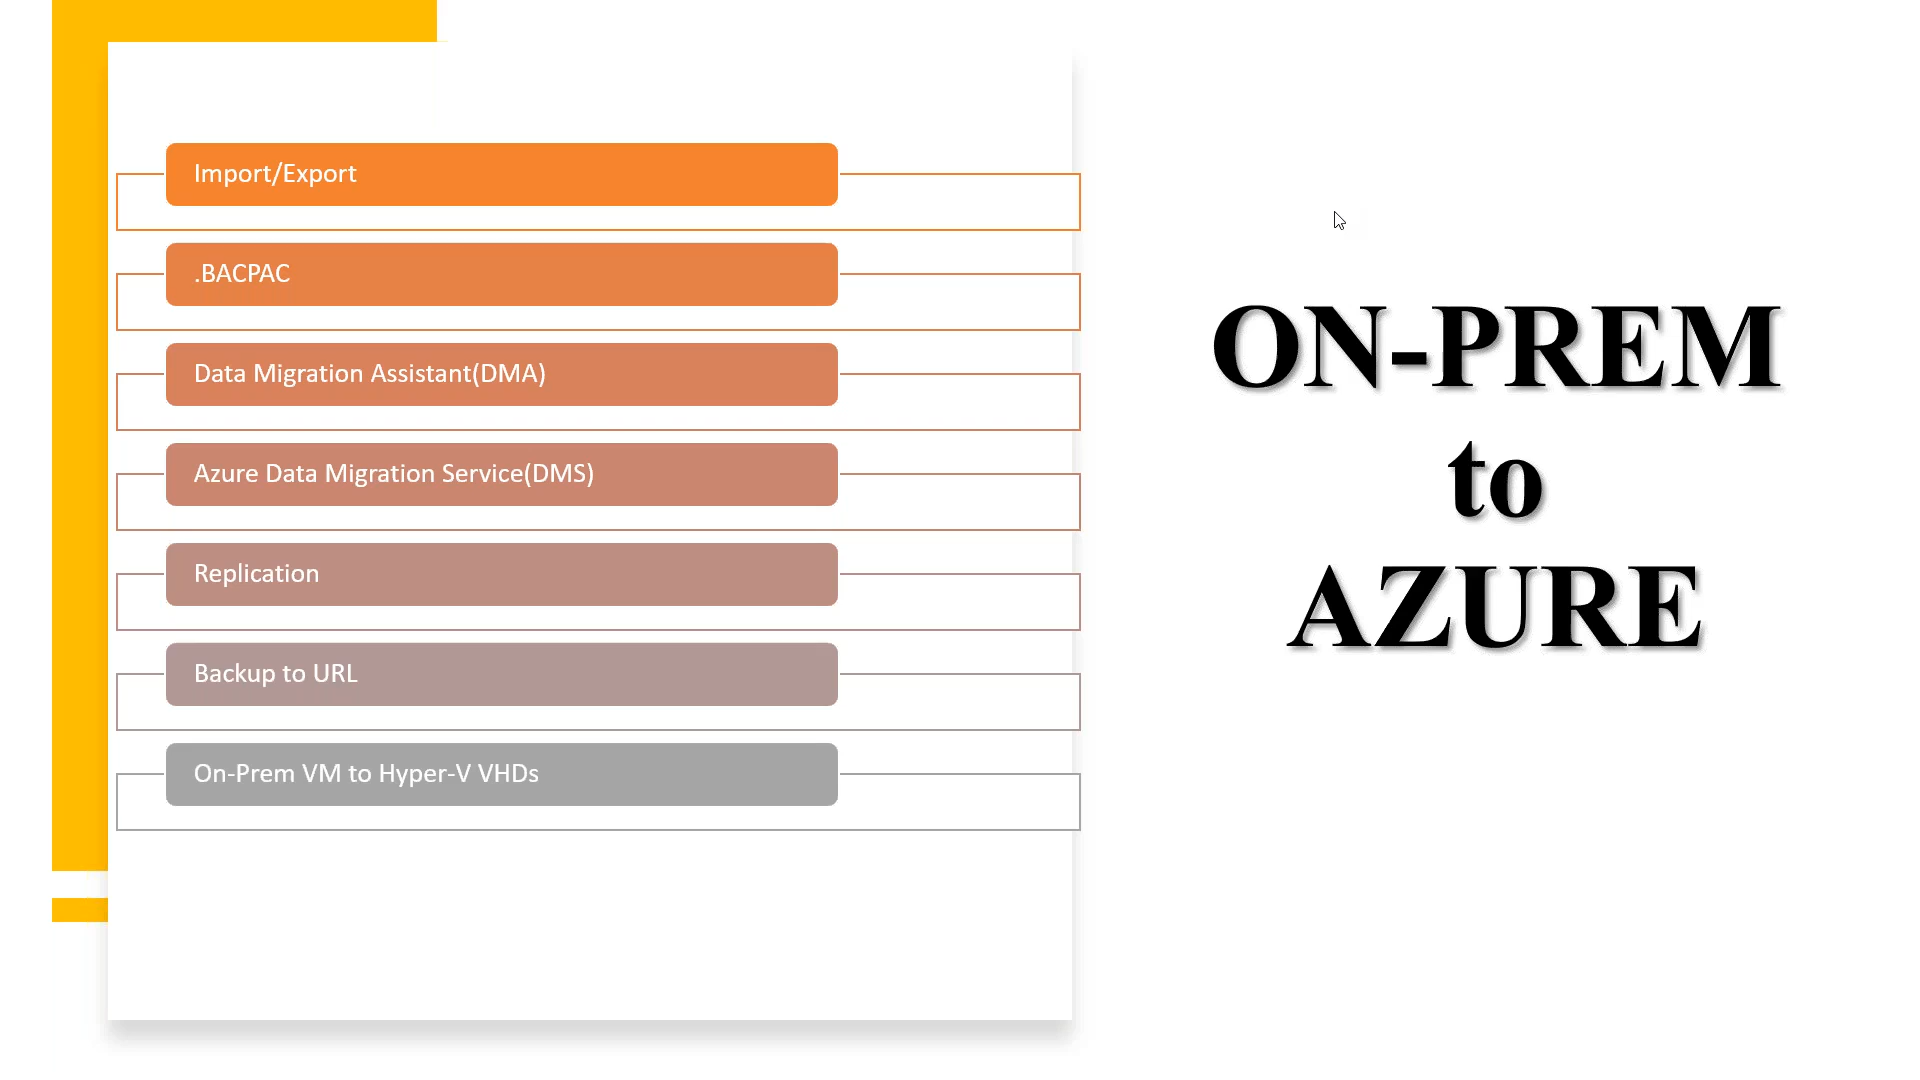 Import/Export
.BACPAC
Data Migration Assistant(DMA)
Azure Data Migration Service(DMS)
Replication
Backup to URL
On-Prem VM to Hyper-V VHDs
ON-PREM
to
AZURE